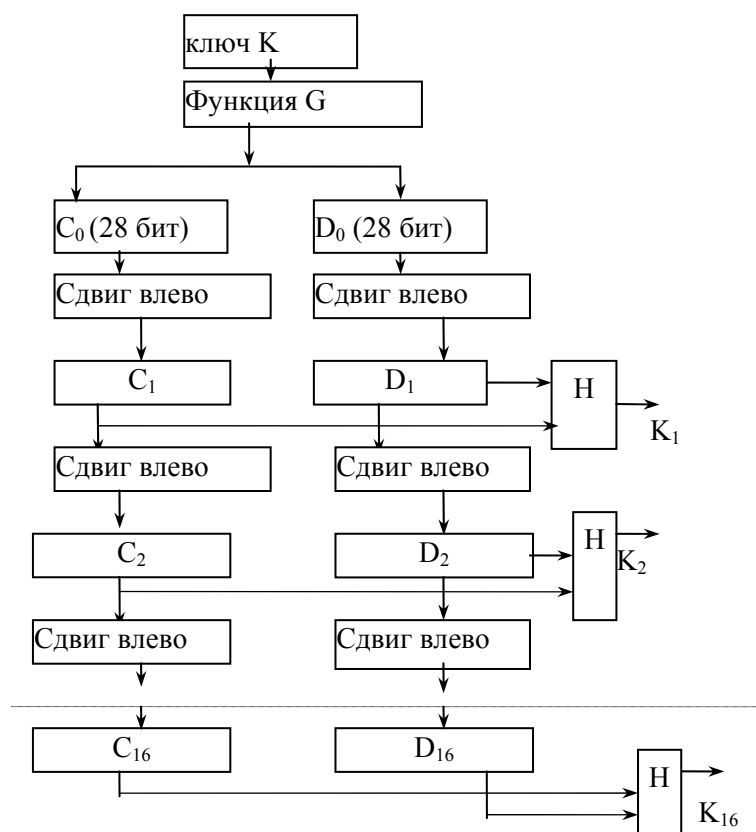 ключ K
Функция G
C₀ (28 бит) D₀ (28 бит)
Сдвиг влево Сдвиг влево
C₁ D₁ H
K₁
Сдвиг влево Сдвиг влево
C₂ D₂ H K₂
Сдвиг влево Сдвиг влево
C₁₆ D₁₆ H
K₁₆